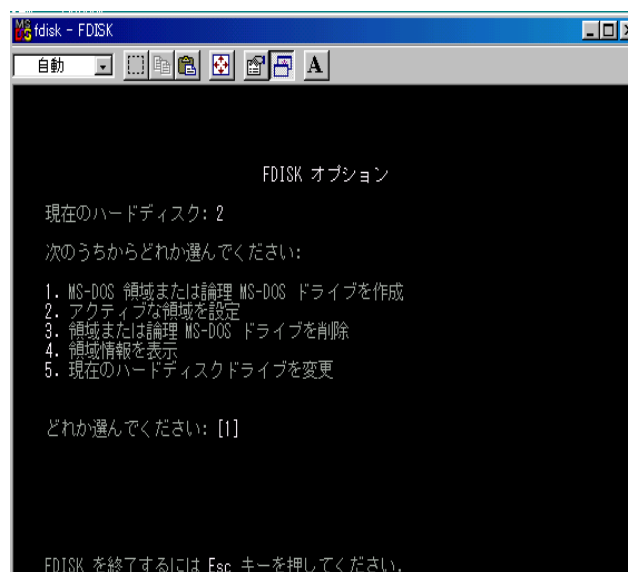 fdisk - FDISK
自動
A
FDISK オプション
現在のハードディスク: 2
次のうちからどれか選んでください:
1. MS-DOS 領域または論理 MS-DOS ドライブを作成
2. アクティブな領域を設定
3. 領域または論理 MS-DOS ドライブを削除
4. 領域情報を表示
5. 現在のハードディスクドライブを変更
どれか選んでください: [1]
FDISK を終了するには Esc キーを押してください.